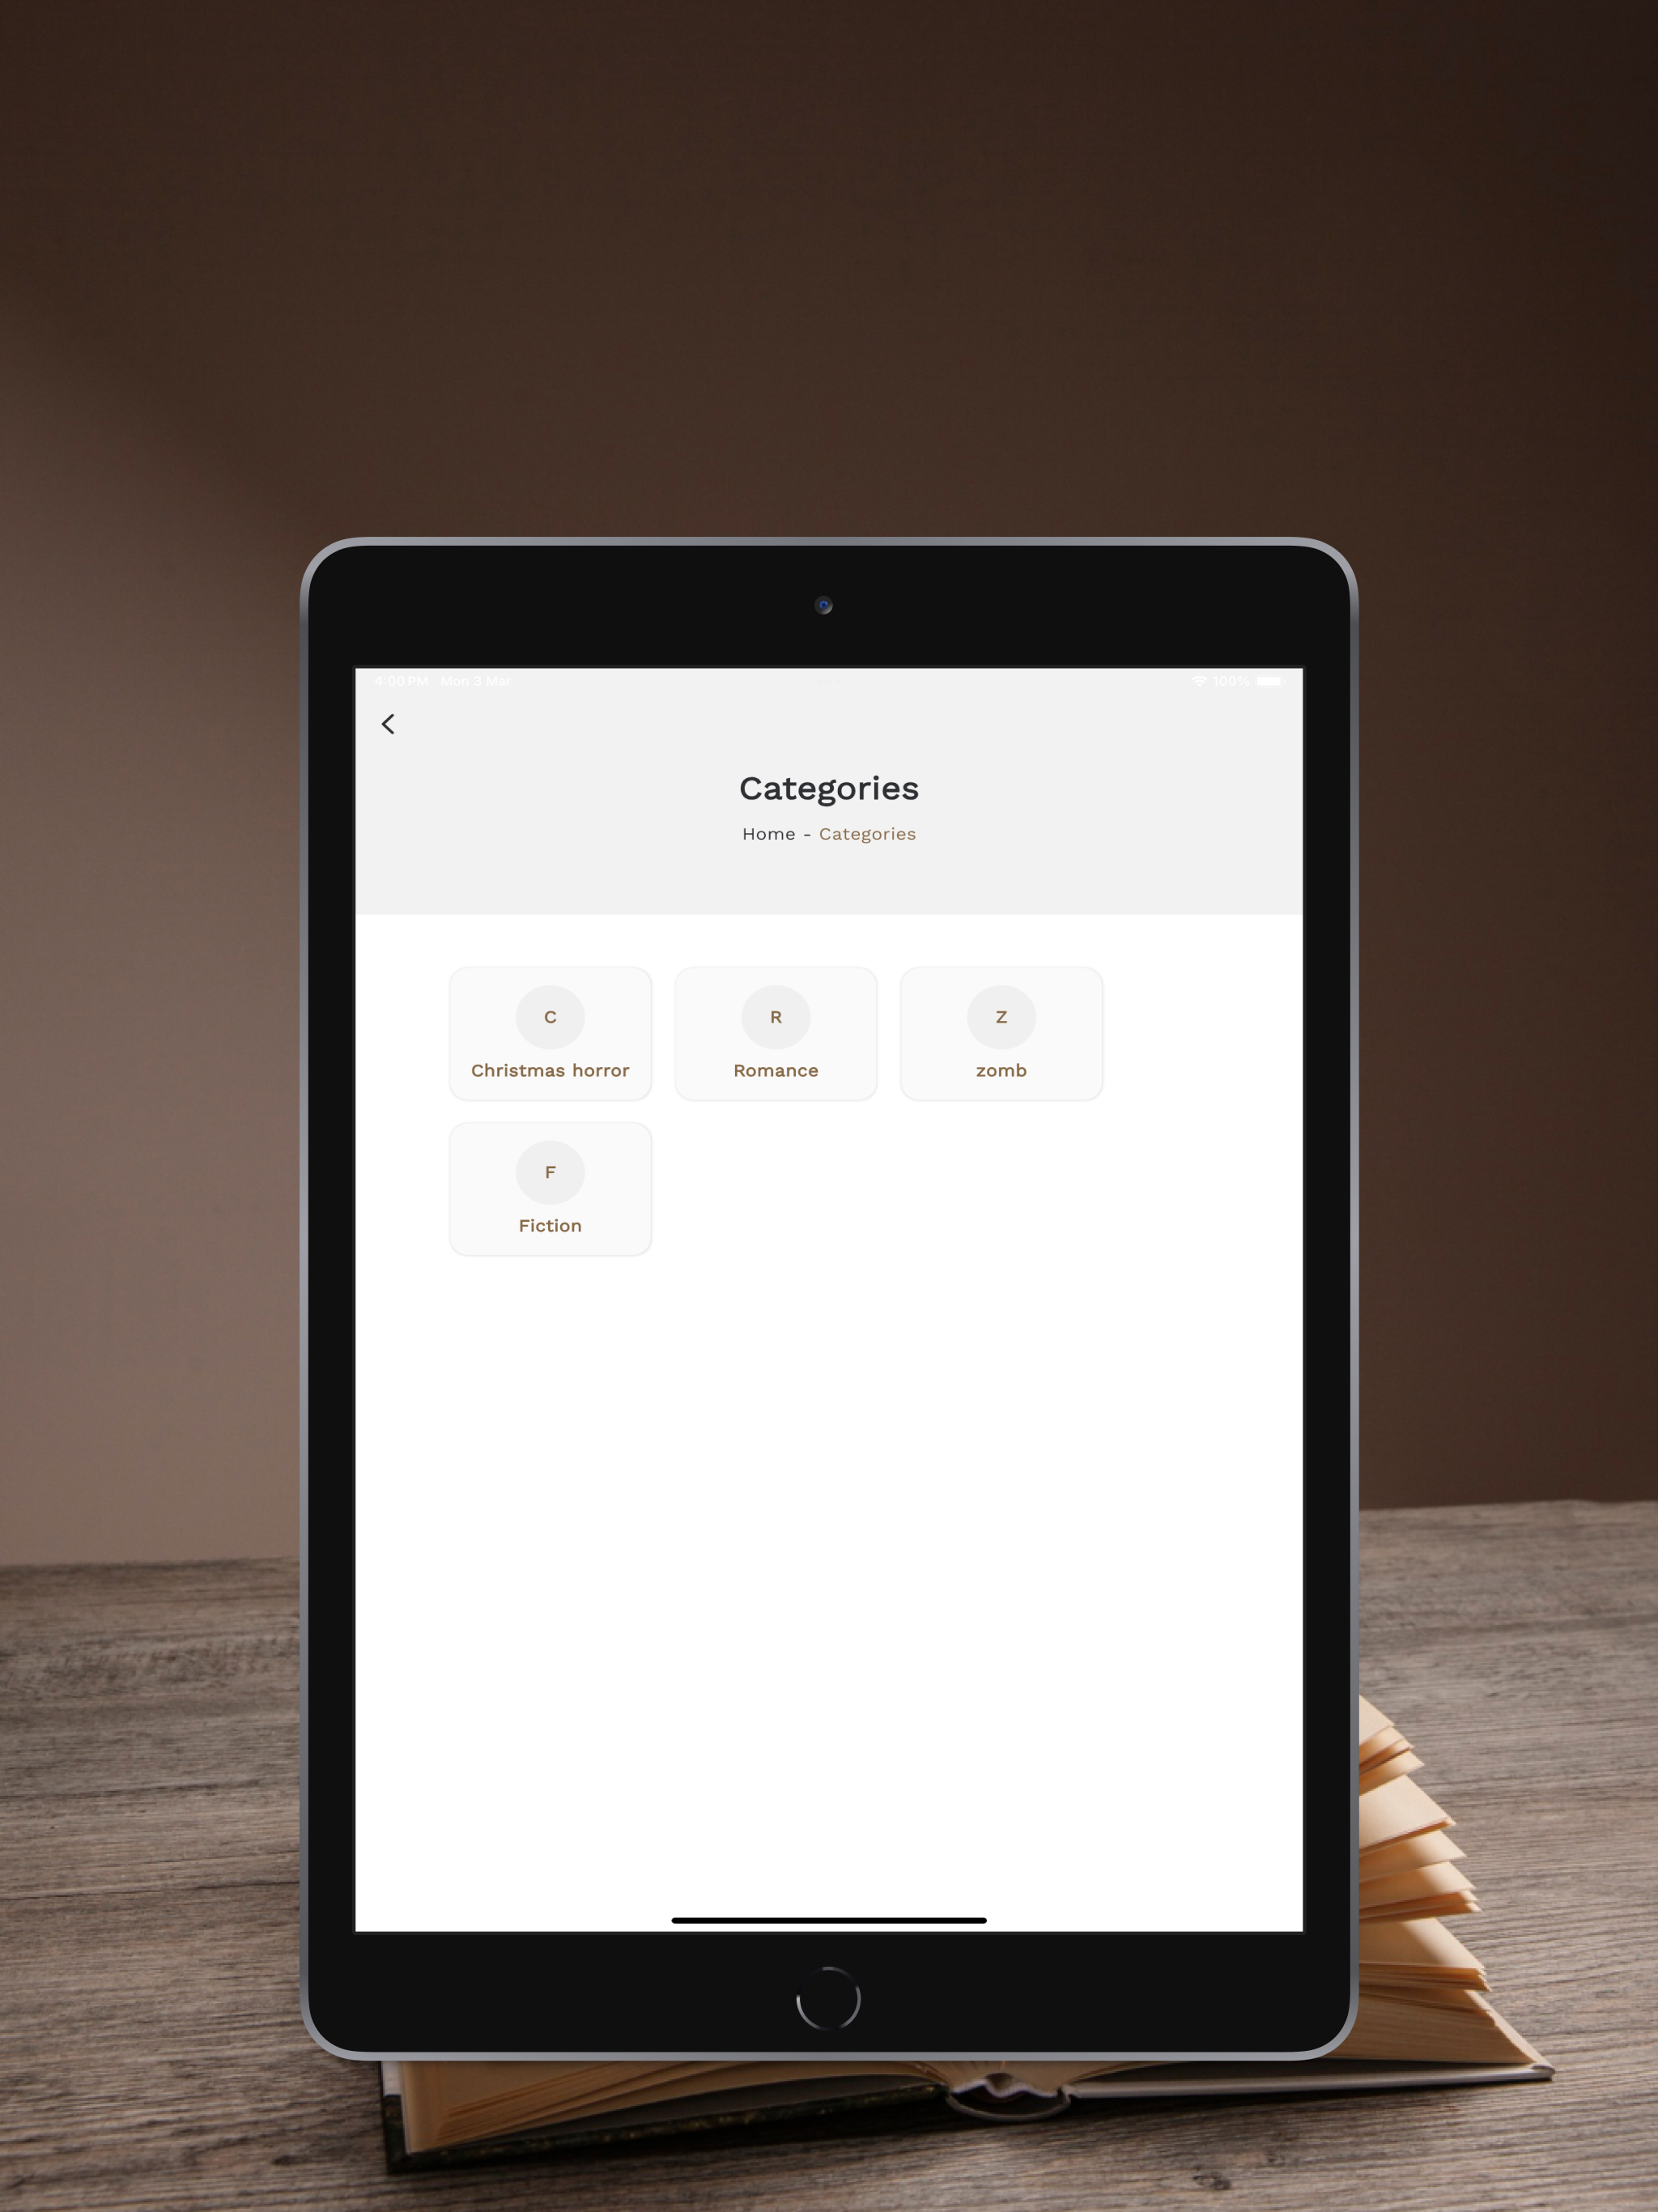 4:00 PM Mon 3 Mar 100%
Categories
Home - Categories
C R Z
Christmas horror Romance zomb
F
Fiction